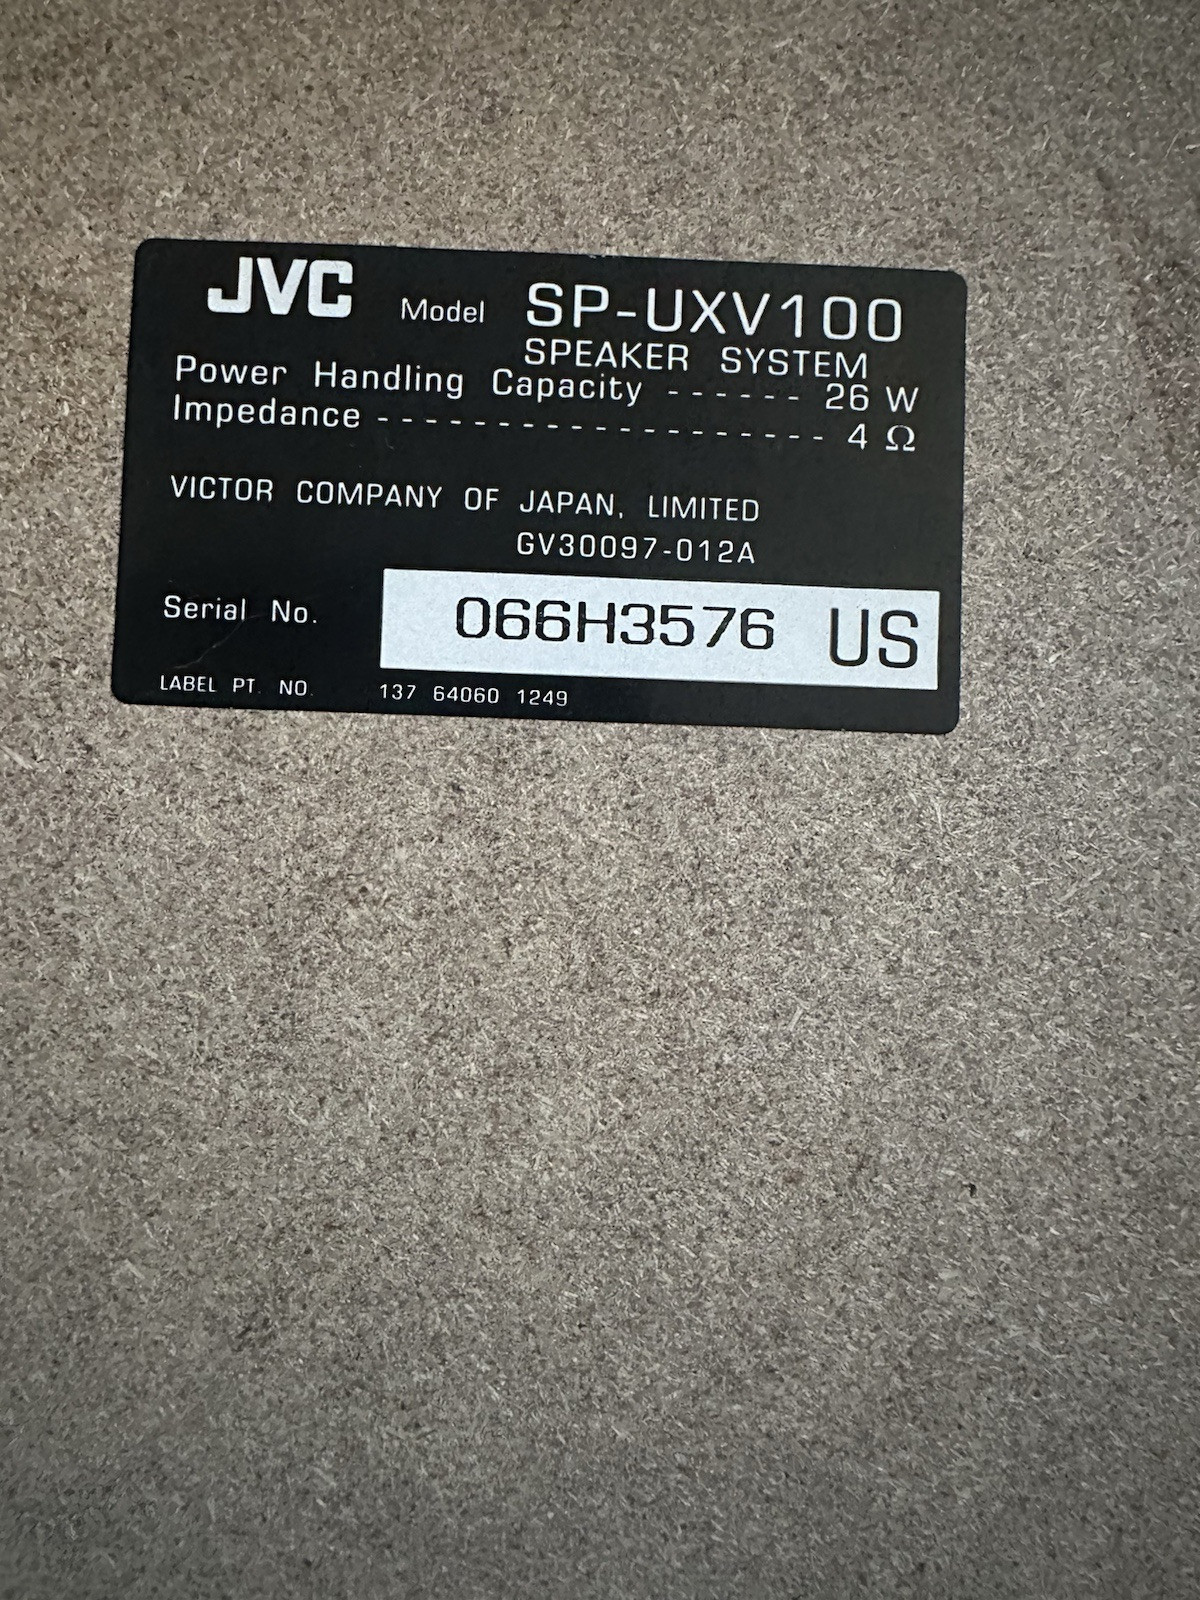 JVC Model SP-UXV100
SPEAKER SYSTEM
Power Handling Capacity ------ 26 W
Impedance ------------------- 4 Ω
VICTOR COMPANY OF JAPAN, LIMITED
GV30097-012A
Serial No. 066H3576 US
LABEL PT. NO. 137 64060 1249